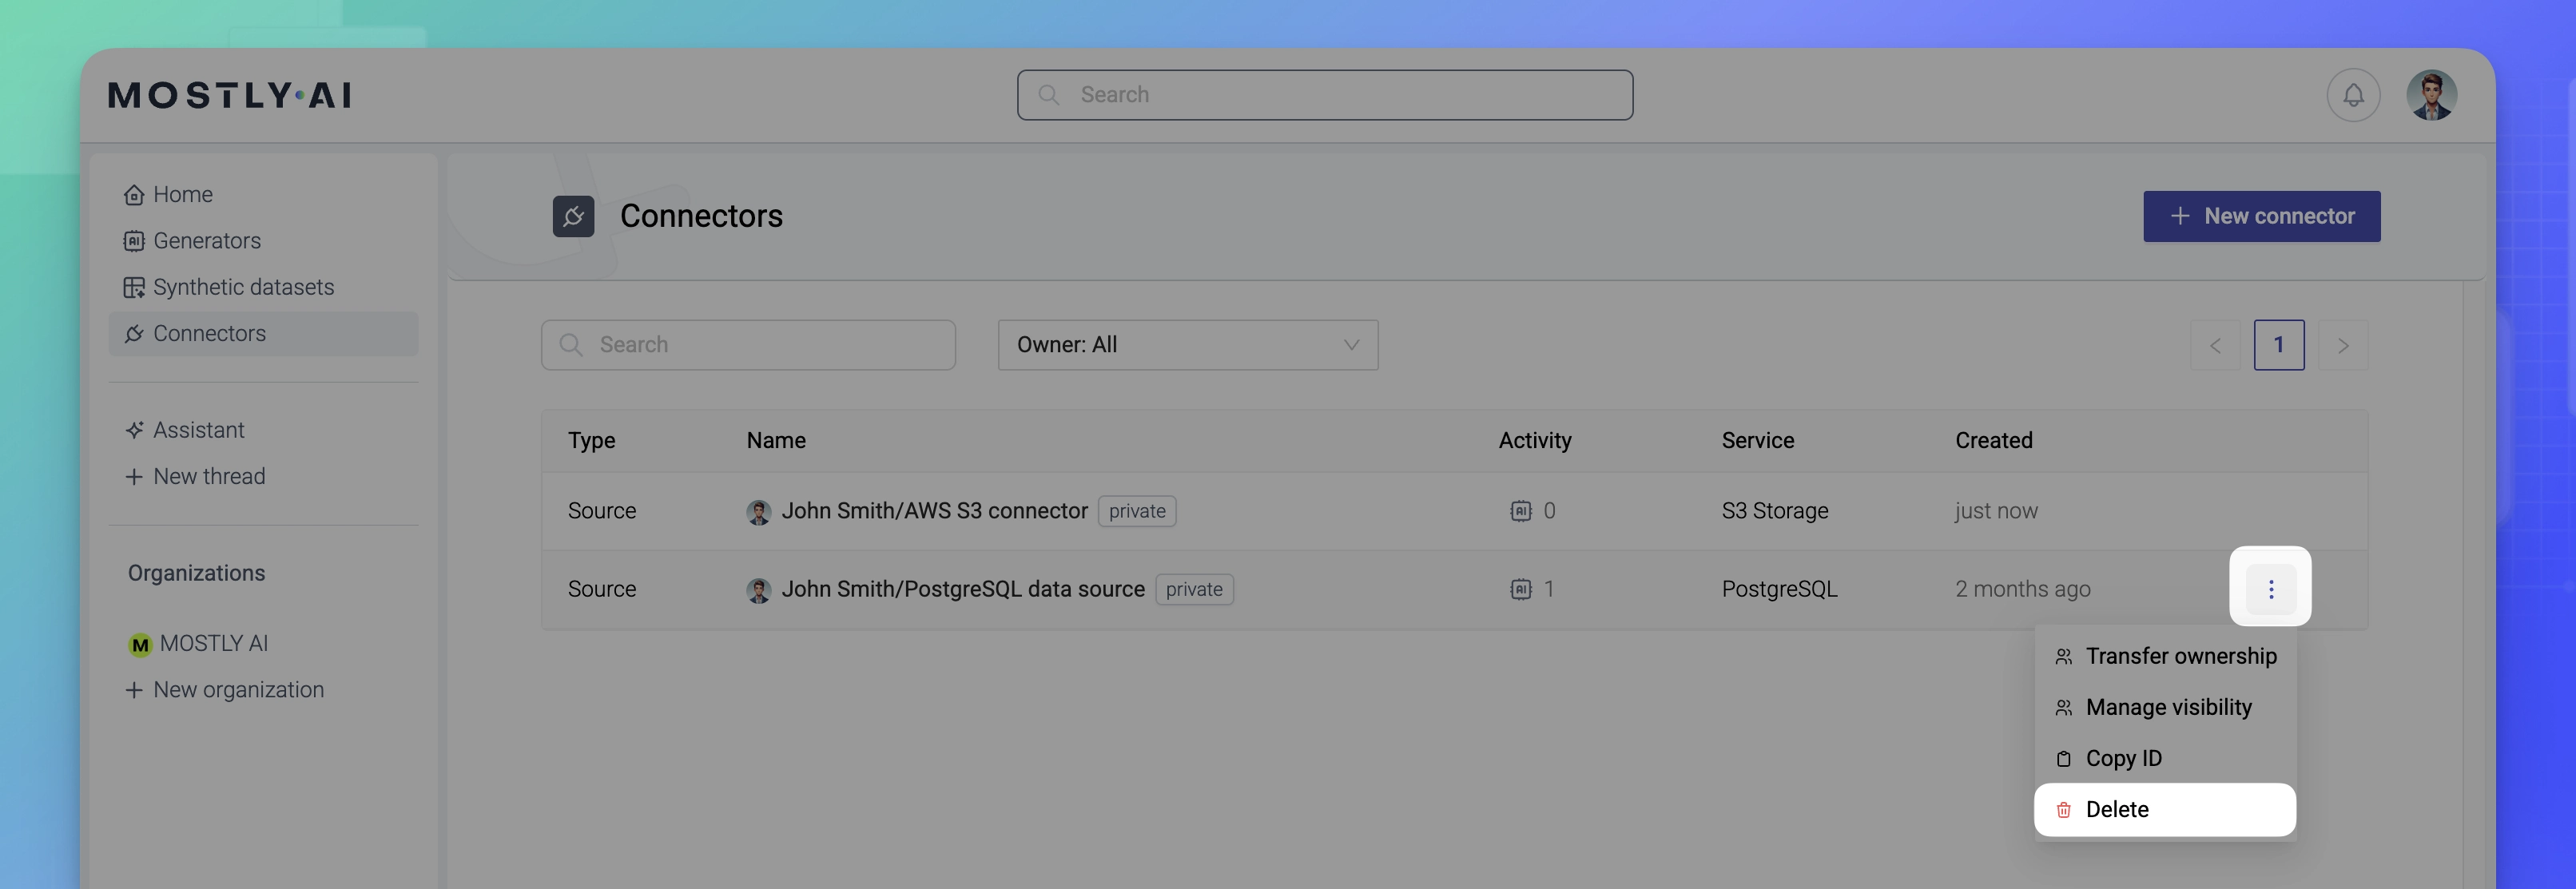 MOSTLY·AI
Search
Home
Generators
Synthetic datasets
Connectors
Assistant
New thread
Organizations
M MOSTLY AI
New organization
Connectors
New connector
Search
Owner: All
1
Type Name Activity Service Created
Source John Smith/AWS S3 connector private AI 0 S3 Storage just now
Source John Smith/PostgreSQL data source private AI 1 PostgreSQL 2 months ago
Transfer ownership
Manage visibility
Copy ID
Delete